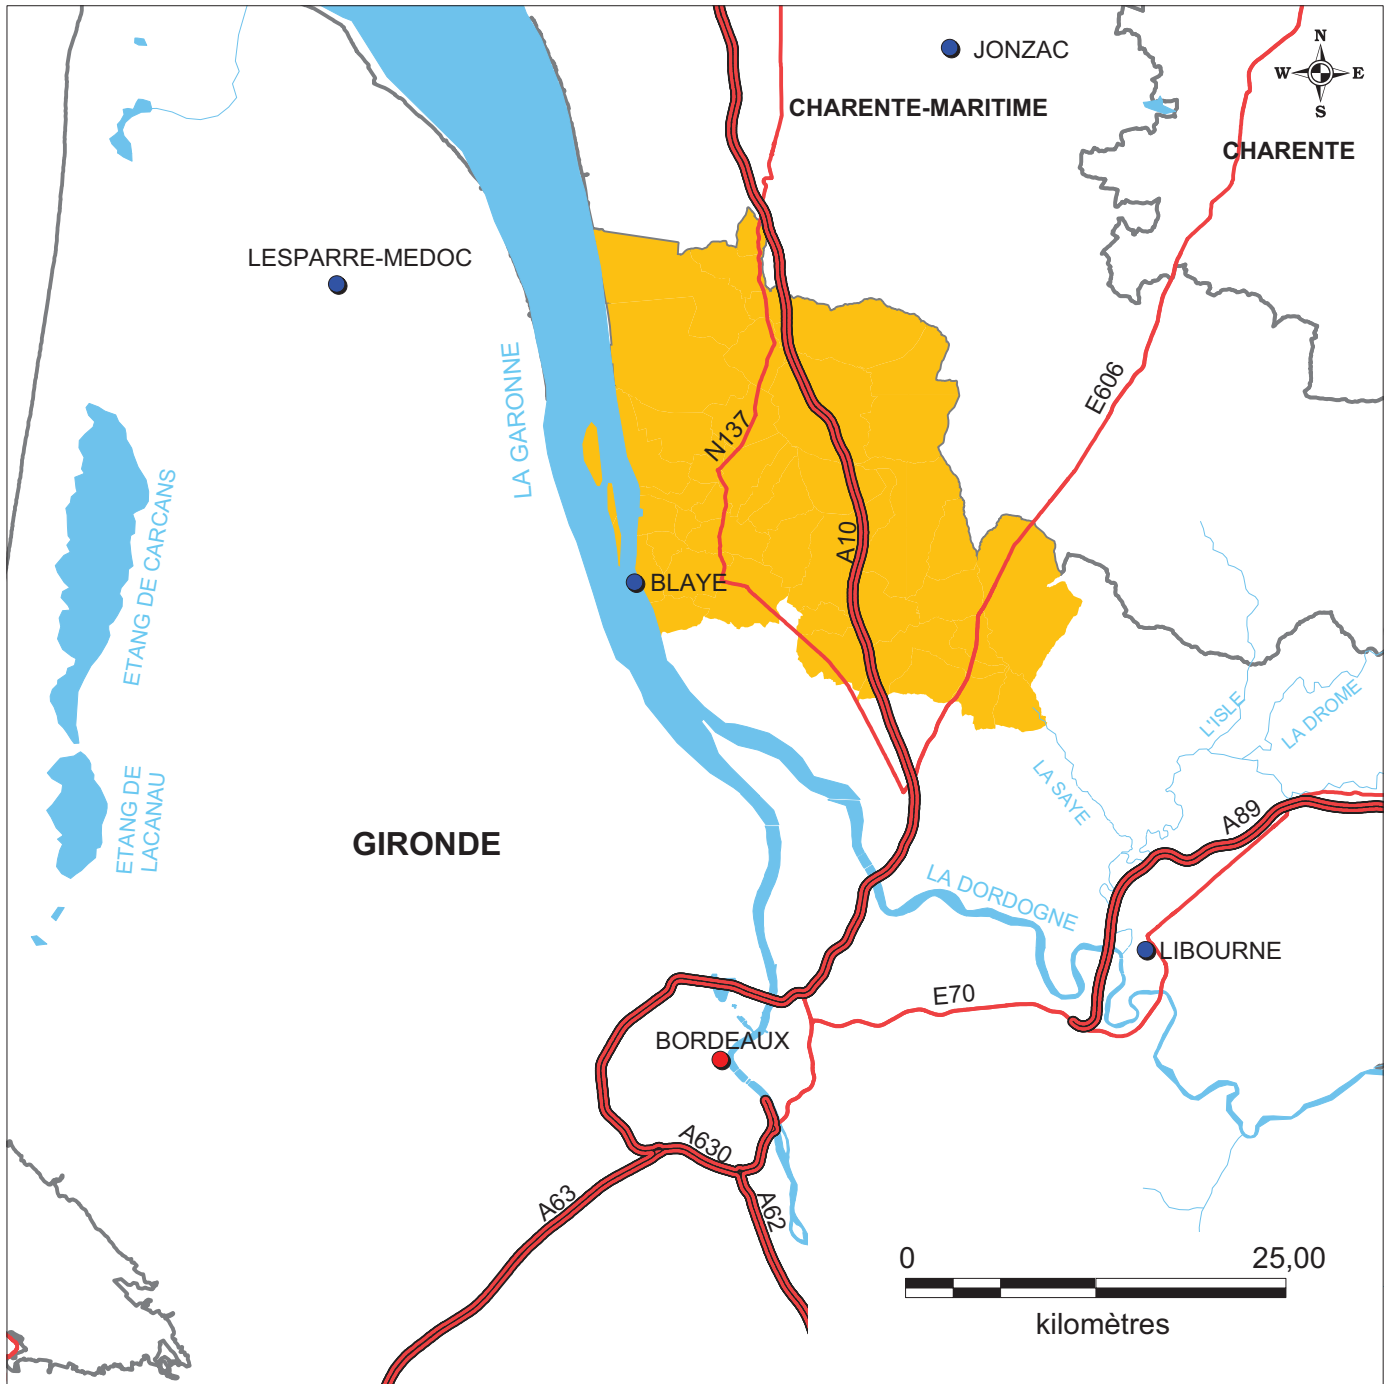 N
JONZAC
W
E
CHARENTE-MARITIME
S
CHARENTE
LESPARRE-MEDOC
LA GARONNE
E606
N137
ETANG DE CARCANS
A10
BLAYE
L'ISLE
LA DROME
ETANG DE
LACANAU
LA SAYE
A89
GIRONDE
LA DORDOGNE
LIBOURNE
E70
BORDEAUX
A630
A63
A62
0
25,00
kilomètres